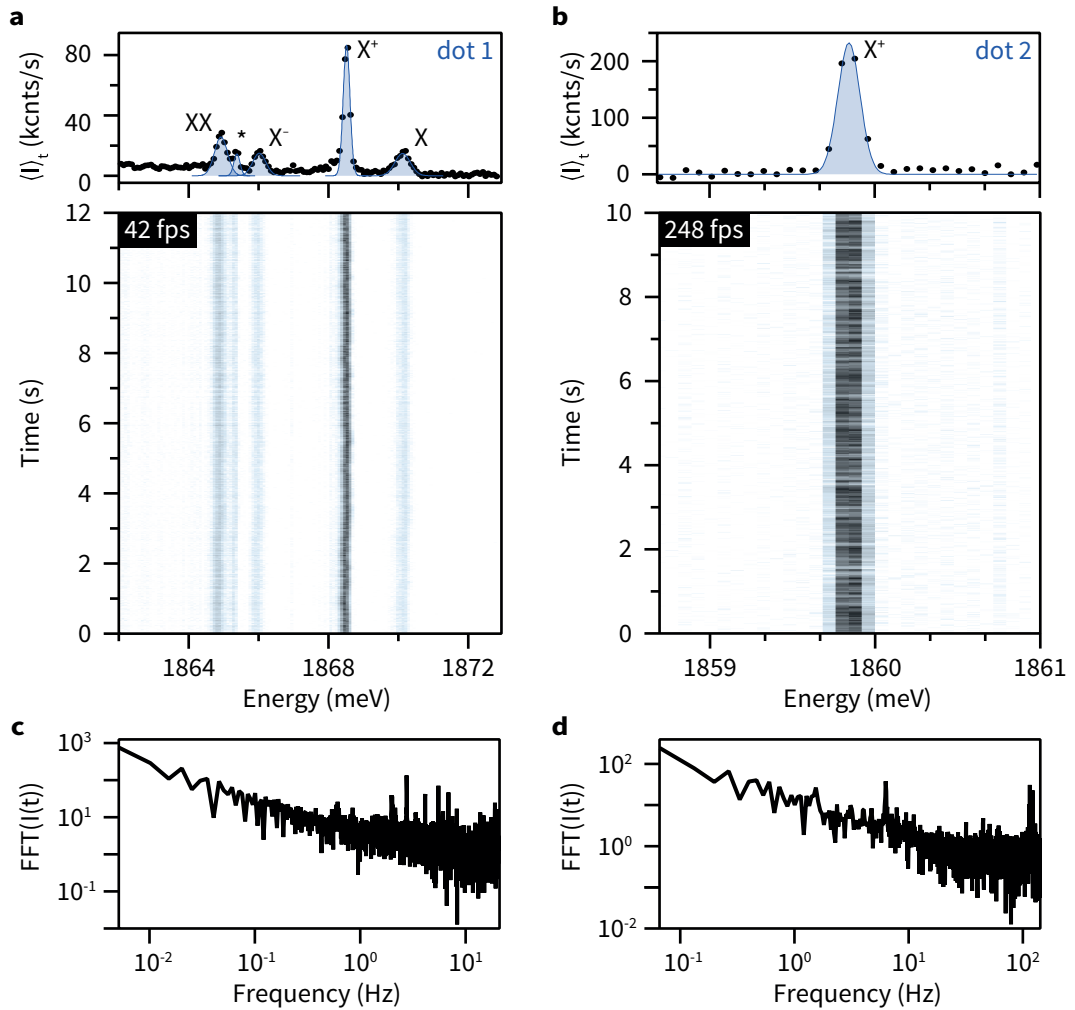 a
⟨I⟩t (kcnts/s)
80
40
0
XX
*
X⁻
X⁺
X
dot 1
42 fps
Time (s)
12
10
8
6
4
2
0
1864
1868
1872
Energy (meV)
b
⟨I⟩t (kcnts/s)
200
100
0
X⁺
dot 2
248 fps
Time (s)
10
8
6
4
2
0
1859
1860
1861
Energy (meV)
c
FFT(I(t))
10³
10¹
10⁻¹
10⁻²
10⁻¹
10⁰
10¹
Frequency (Hz)
d
FFT(I(t))
10²
10⁰
10⁻²
10⁻¹
10⁰
10¹
10²
Frequency (Hz)